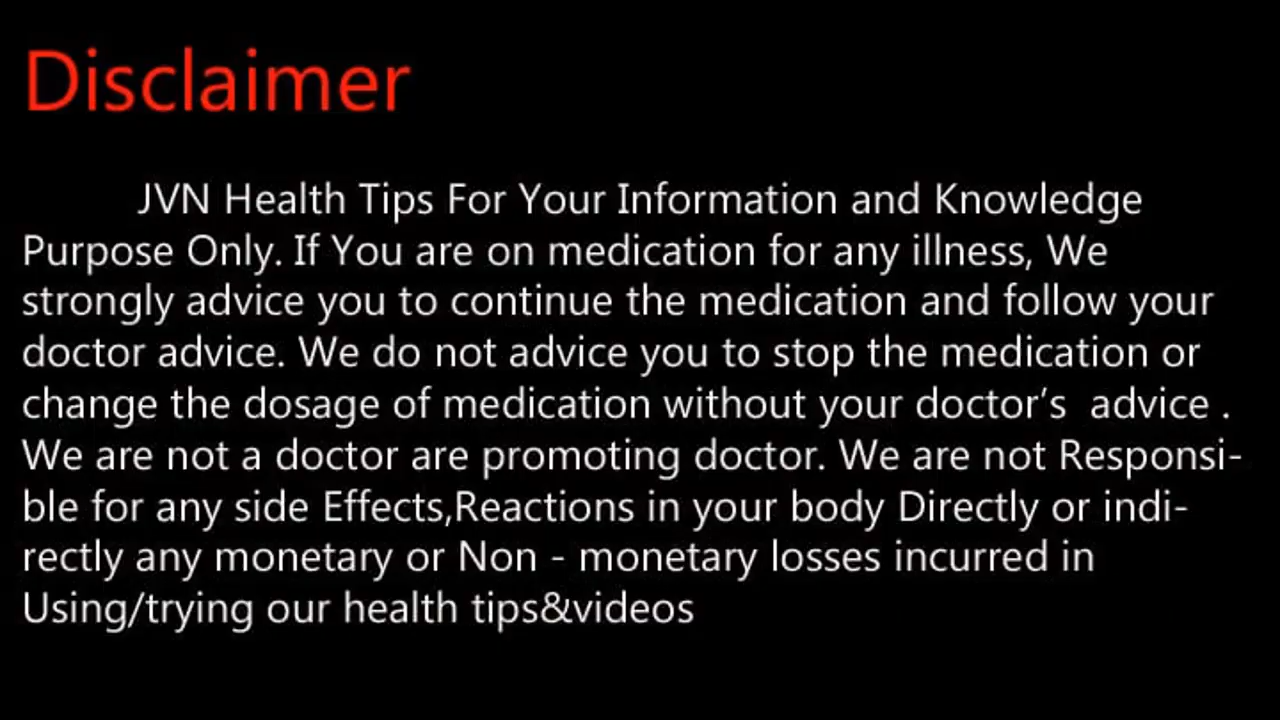 Disclaimer
JVN Health Tips For Your Information and Knowledge
Purpose Only. If You are on medication for any illness, We
strongly advice you to continue the medication and follow your
doctor advice. We do not advice you to stop the medication or
change the dosage of medication without your doctor’s  advice .
We are not a doctor are promoting doctor. We are not Responsi-
ble for any side Effects,Reactions in your body Directly or indi-
rectly any monetary or Non - monetary losses incurred in
Using/trying our health tips&videos